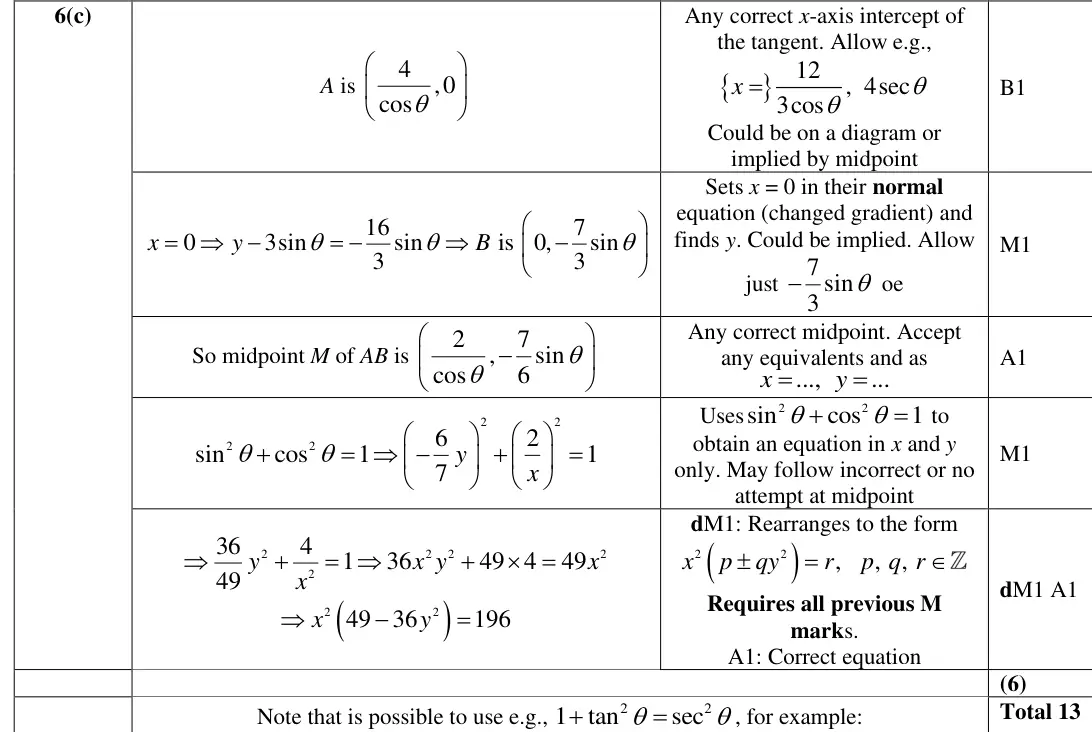 6(c)
A is (4/cosθ, 0)
Any correct x-axis intercept of
the tangent. Allow e.g.,
{x =} 12/(3cosθ), 4secθ
Could be on a diagram or
implied by midpoint
B1
x = 0 ⇒ y − 3sinθ = −(16/3)sinθ ⇒ B is (0, −(7/3)sinθ)
Sets x = 0 in their normal
equation (changed gradient) and
finds y. Could be implied. Allow
just −(7/3)sinθ oe
M1
So midpoint M of AB is (2/cosθ, −(7/6)sinθ)
Any correct midpoint. Accept
any equivalents and as
x = ..., y = ...
A1
sin²θ + cos²θ = 1 ⇒ (−(6/7)y)² + (2/x)² = 1
Uses sin²θ + cos²θ = 1 to
obtain an equation in x and y
only. May follow incorrect or no
attempt at midpoint
M1
⇒ (36/49)y² + 4/x² = 1 ⇒ 36x²y² + 49 × 4 = 49x²
⇒ x²(49 − 36y²) = 196
dM1: Rearranges to the form
x²(p ± qy²) = r, p, q, r ∈ ℤ
Requires all previous M
marks.
A1: Correct equation
dM1 A1
(6)
Note that is possible to use e.g., 1 + tan²θ = sec²θ, for example:
Total 13